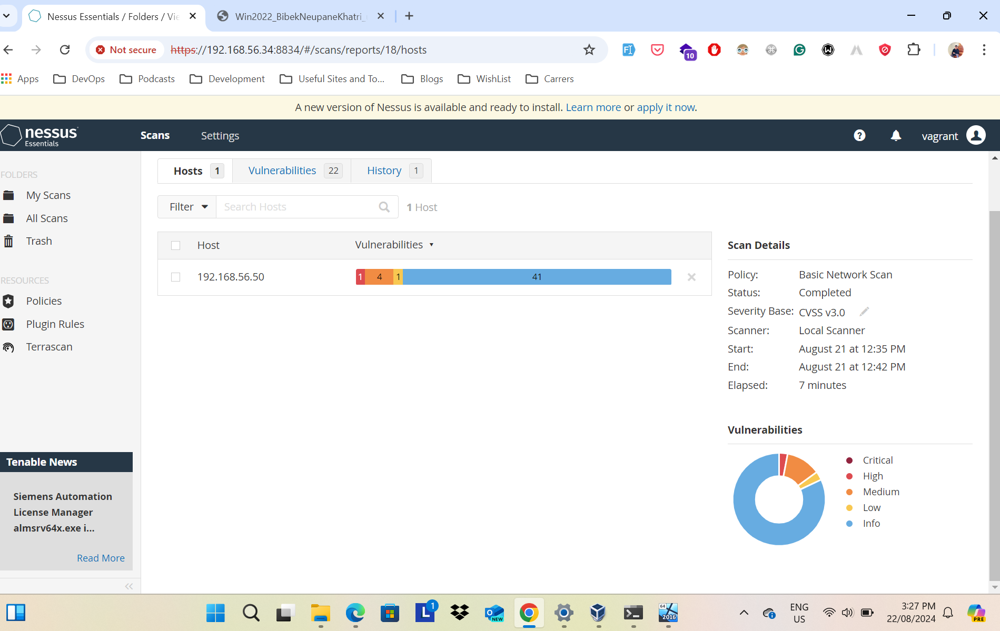 Nessus Essentials / Folders / Vie
Win2022_BibekNeupaneKhatri_
Not secure
https://192.168.56.34:8834/#/scans/reports/18/hosts
10
Apps
DevOps
Podcasts
Development
Useful Sites and To...
Blogs
WishList
Carrers
A new version of Nessus is available and ready to install. Learn more or apply it now.
nessus
Essentials
Scans
Settings
vagrant
FOLDERS
My Scans
All Scans
Trash
RESOURCES
Policies
Plugin Rules
Terrascan
Tenable News
Siemens Automation
License Manager
almsrv64x.exe i...
Read More
Hosts 1
Vulnerabilities 22
History 1
Filter
Search Hosts
1 Host
Host
Vulnerabilities
192.168.56.50
1 4 1 41
Scan Details
Policy: Basic Network Scan
Status: Completed
Severity Base: CVSS v3.0
Scanner: Local Scanner
Start: August 21 at 12:35 PM
End: August 21 at 12:42 PM
Elapsed: 7 minutes
Vulnerabilities
Critical
High
Medium
Low
Info
L
1
NEW
64
2016
ENG
US
3:27 PM
22/08/2024
PRE